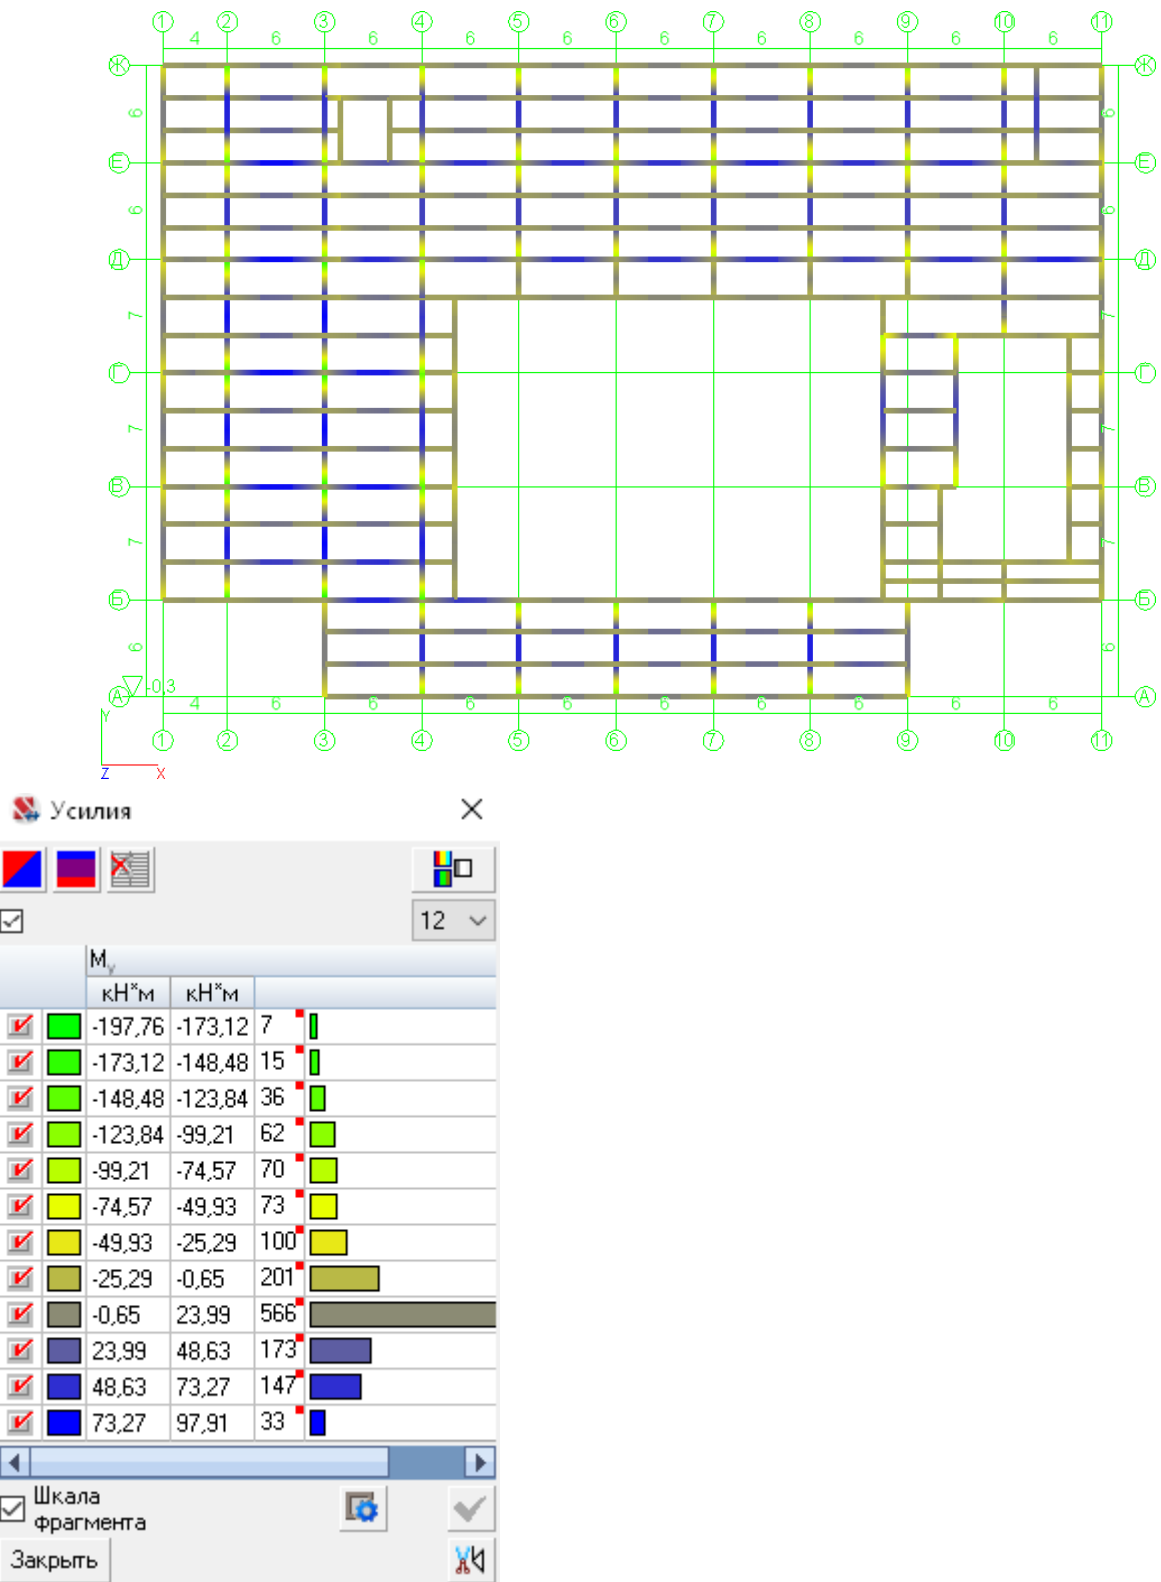 1 2 3 4 5 6 7 8 9 10 11
4 6 6 6 6 6 6 6 6 6
Ж Ж
6 6
Е Е
6 6
Д Д
7 7
Г Г
7 7
В В
7 7
Б Б
6 6
-0,3
А А
4 6 6 6 6 6 6 6 6 6
Y
1 2 3 4 5 6 7 8 9 10 11
Z X
Усилия
12
My
кН*м кН*м
-197,76 -173,12 7
-173,12 -148,48 15
-148,48 -123,84 36
-123,84 -99,21 62
-99,21 -74,57 70
-74,57 -49,93 73
-49,93 -25,29 100
-25,29 -0,65 201
-0,65 23,99 566
23,99 48,63 173
48,63 73,27 147
73,27 97,91 33
Шкала
фрагмента
Закрыть